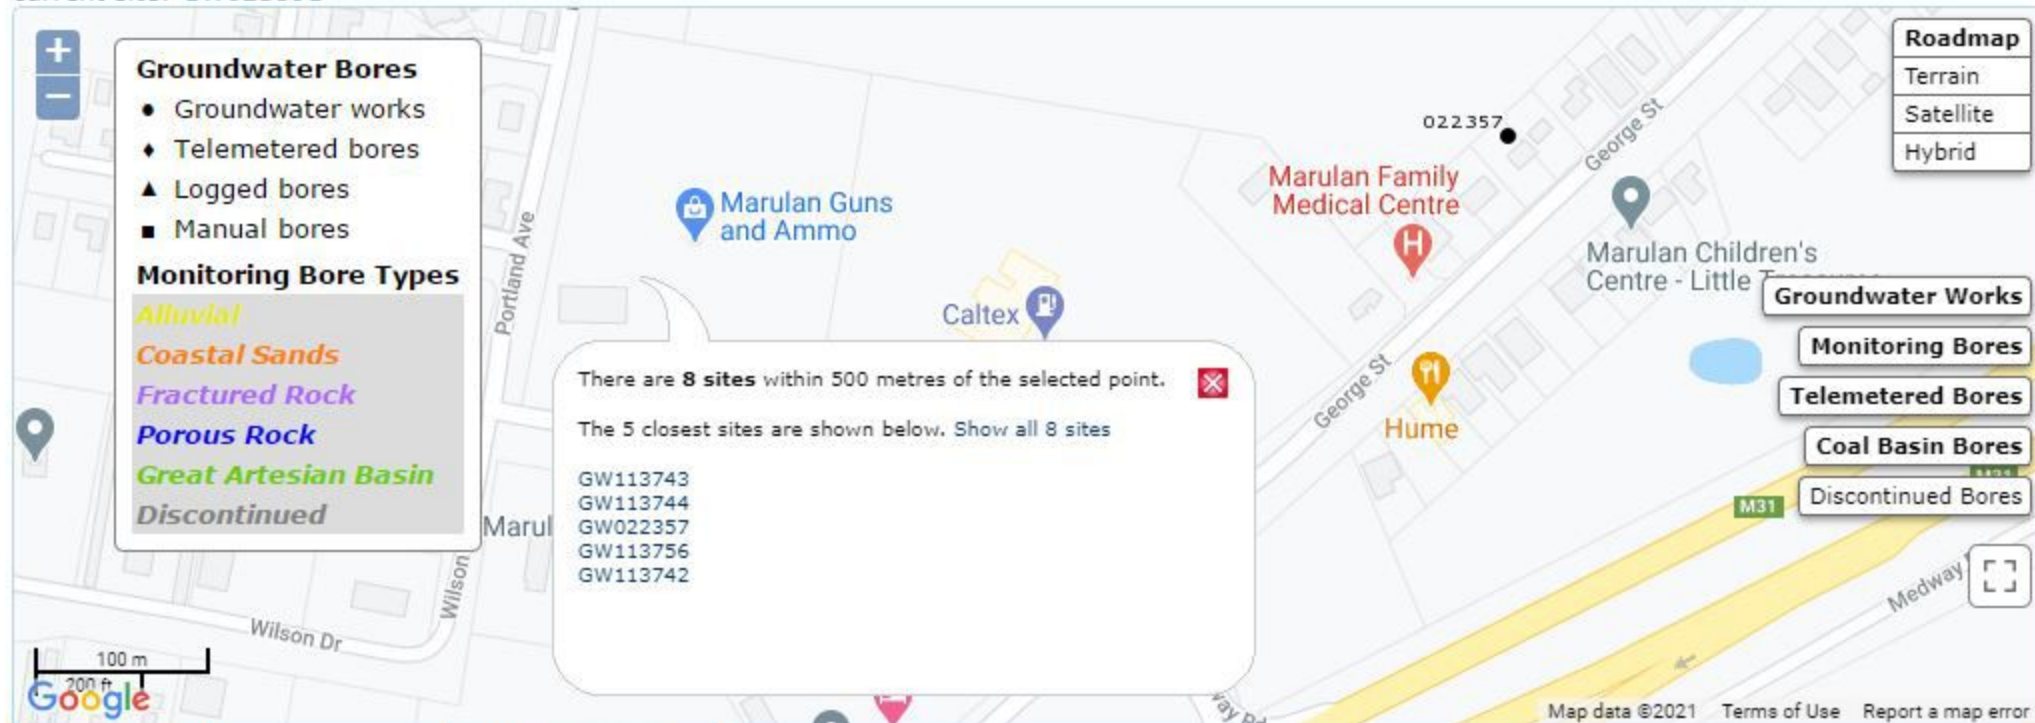 +
−
Groundwater Bores
Groundwater works
Telemetered bores
Logged bores
Manual bores
Monitoring Bore Types
Alluvial
Coastal Sands
Fractured Rock
Porous Rock
Great Artesian Basin
Discontinued
Roadmap
Terrain
Satellite
Hybrid
022357
George St
Marulan Family
Medical Centre
H
Marulan Guns
and Ammo
Portland Ave
Marulan Children's
Centre - Little
Caltex
Groundwater Works
Monitoring Bores
Telemetered Bores
Coal Basin Bores
Discontinued Bores
There are 8 sites within 500 metres of the selected point.
The 5 closest sites are shown below. Show all 8 sites
GW113743
GW113744
GW022357
GW113756
GW113742
George St
Hume
M31
Marul
Wilson
Medway
Wilson Dr
100 m
200 ft
Google
Map data ©2021 Terms of Use Report a map error